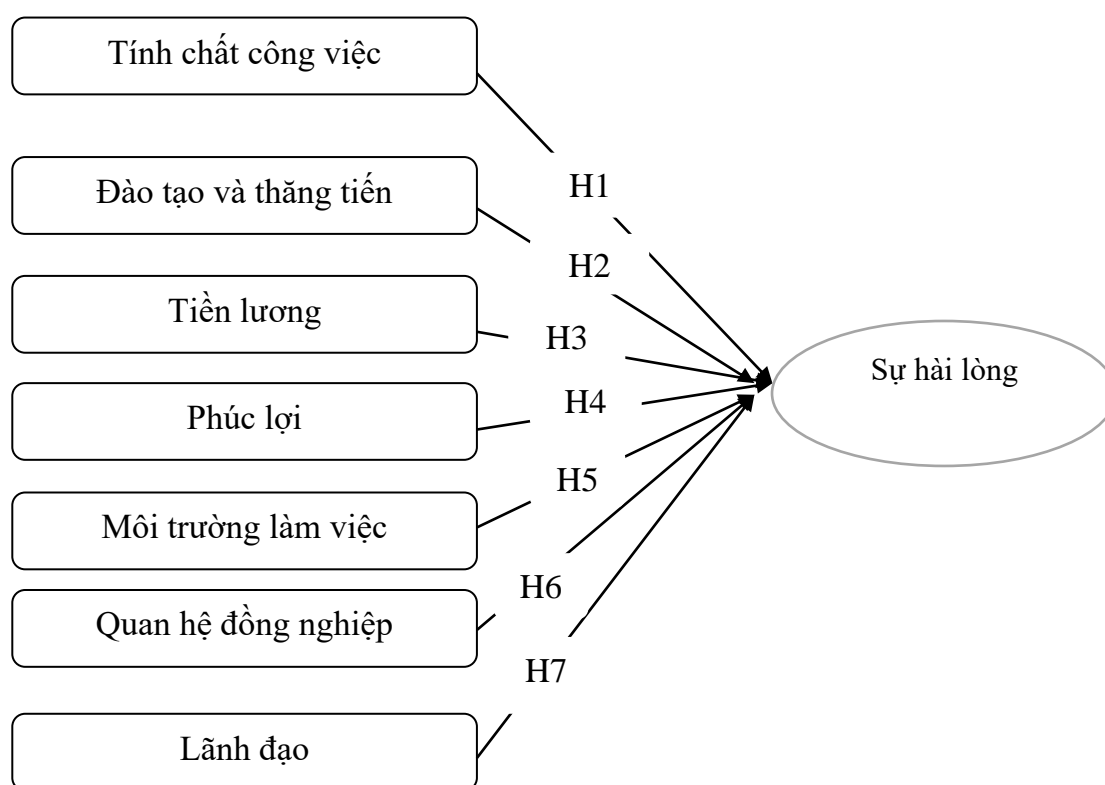 Tính chất công việc
H1
Đào tạo và thăng tiến
H2
Tiền lương
H3
Sự hài lòng
Phúc lợi
H4
Môi trường làm việc
H5
Quan hệ đồng nghiệp
H6
Lãnh đạo
H7